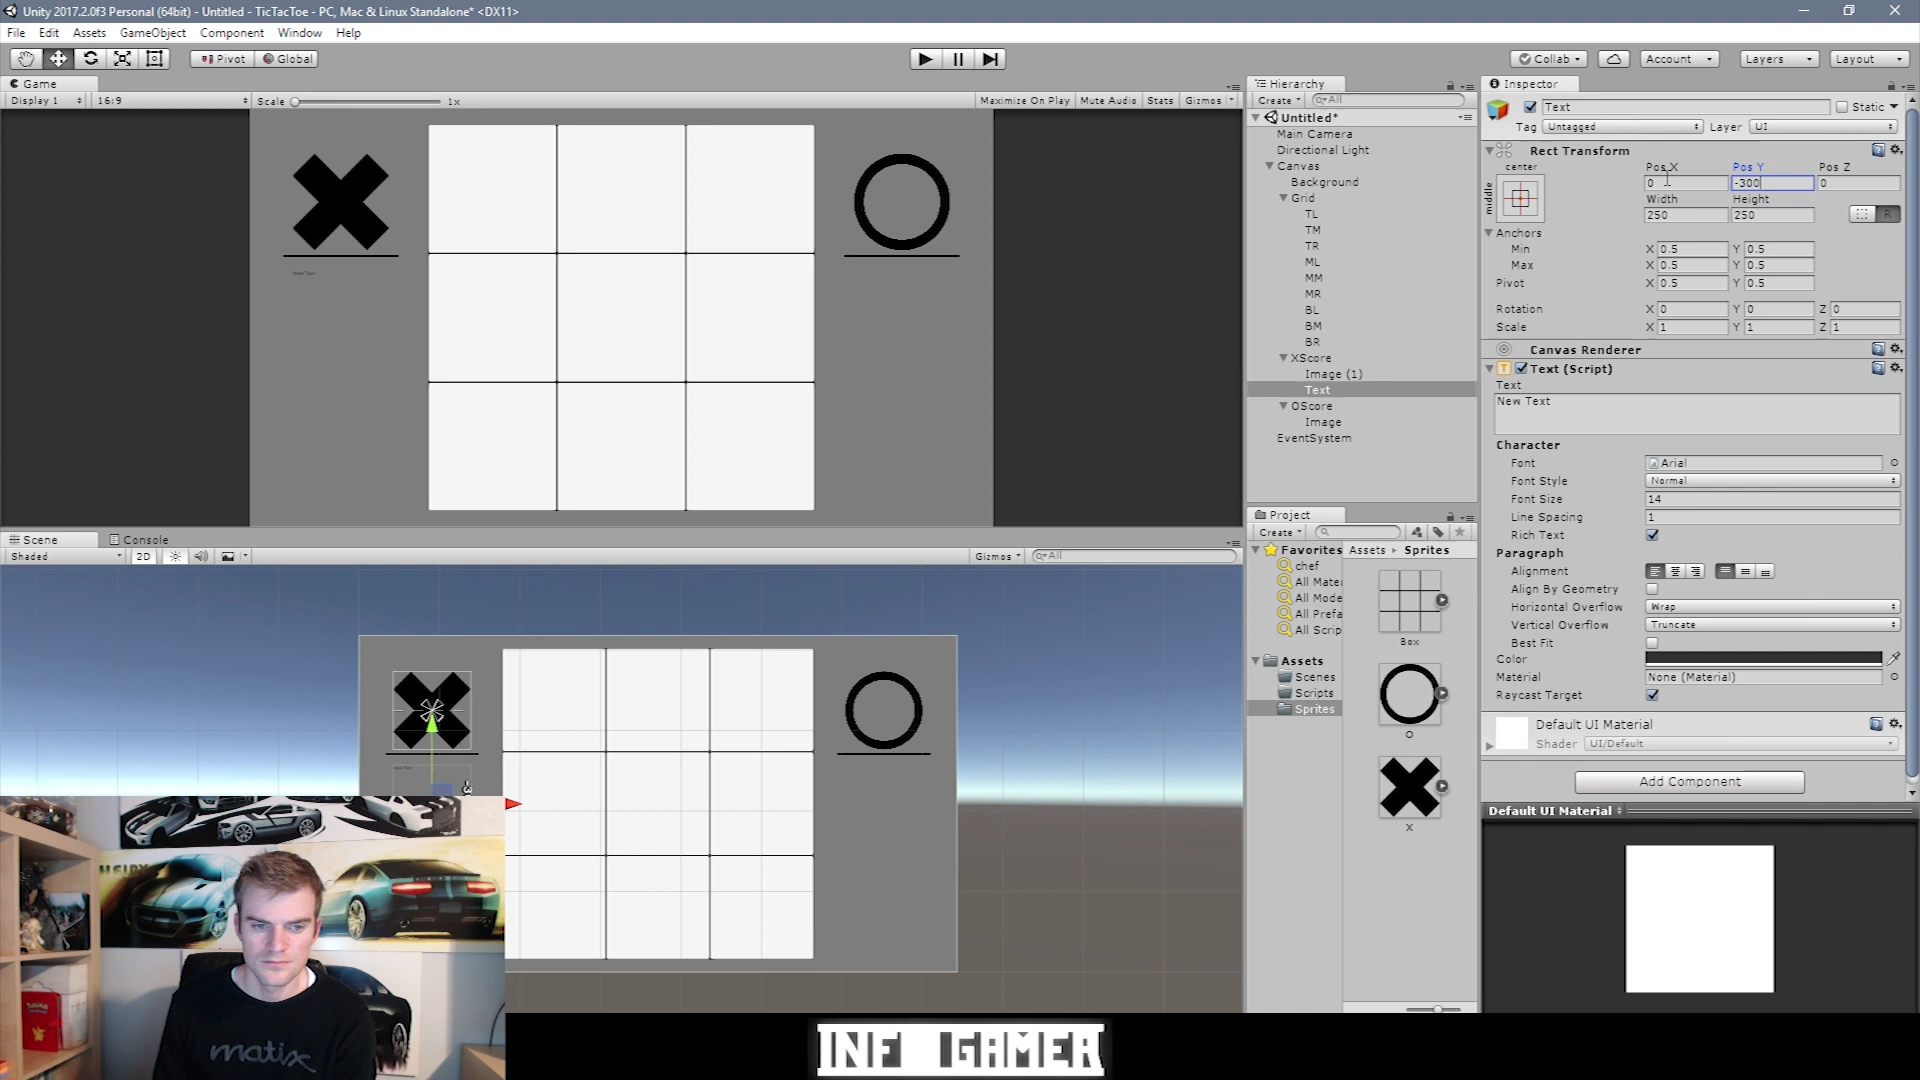 Unity 2017.2.0f3 Personal (64bit) - Untitled - TicTacToe - PC, Mac & Linux Standalone* <DX11>
File Edit Assets GameObject Component Window Help
Pivot Global Collab Account Layers Layout
Game
Display 1 16:9 Scale 1x Maximize On Play Mute Audio Stats Gizmos
New Text
Scene Console
Shaded 2D Gizmos All
Hierarchy
Create All
Untitled*
Main Camera
Directional Light
Canvas
Background
Grid
TL
TM
TR
ML
MM
MR
BL
BM
BR
XScore
Image (1)
Text
OScore
Image
EventSystem
Project
Create
Favorites
chef
All Mater
All Mode
All Prefa
All Scrip
Assets
Scenes
Scripts
Sprites
Assets Sprites
Box
O
X
Inspector
Text Static
Tag Untagged Layer UI
Rect Transform
center
middle
Pos X Pos Y Pos Z
0 -300 0
Width Height
250 250 R
Anchors
Min X 0.5 Y 0.5
Max X 0.5 Y 0.5
Pivot X 0.5 Y 0.5
Rotation X 0 Y 0 Z 0
Scale X 1 Y 1 Z 1
Canvas Renderer
Text (Script)
Text
New Text
Character
Font Arial
Font Style Normal
Font Size 14
Line Spacing 1
Rich Text
Paragraph
Alignment
Align By Geometry
Horizontal Overflow Wrap
Vertical Overflow Truncate
Best Fit
Color
Material None (Material)
Raycast Target
Default UI Material
Shader UI/Default
Add Component
Default UI Material
matix
INF GAMER